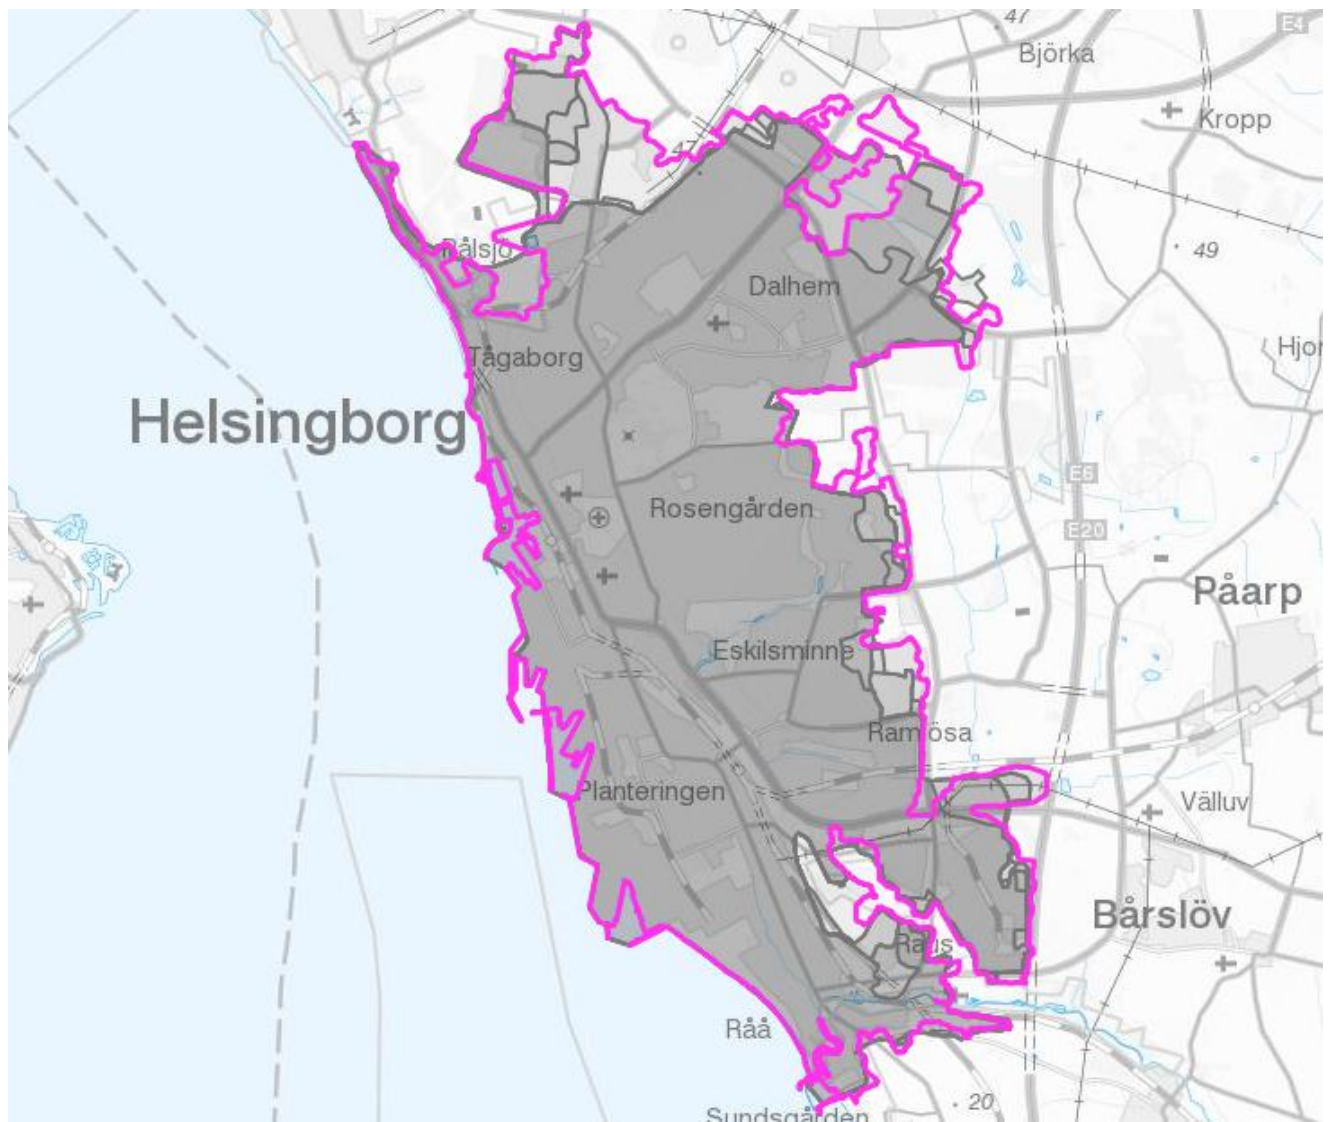 47
E4
Björka
Kropp
47
49
Pålsjö
Dalhem
Hjor
Tågaborg
Helsingborg
E6
Rosengården
E20
Påarp
Eskilsminne
Ramlösa
Planteringen
Välluv
Bårslöv
Raus
Råå
20
Sundsgården